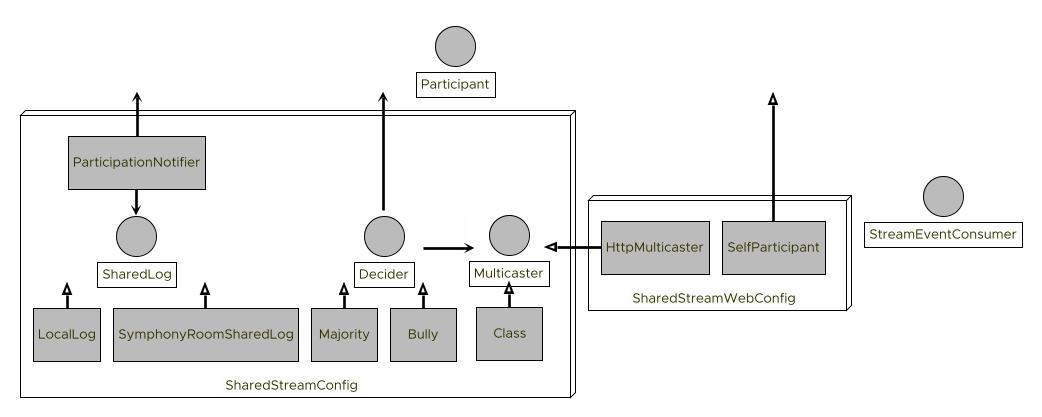 Participant
ParticipationNotifier
StreamEventConsumer
HttpMulticaster
SelfParticipant
SharedLog
Decider
Multicaster
SharedStreamWebConfig
LocalLog
SymphonyRoomSharedLog
Majority
Bully
Class
SharedStreamConfig